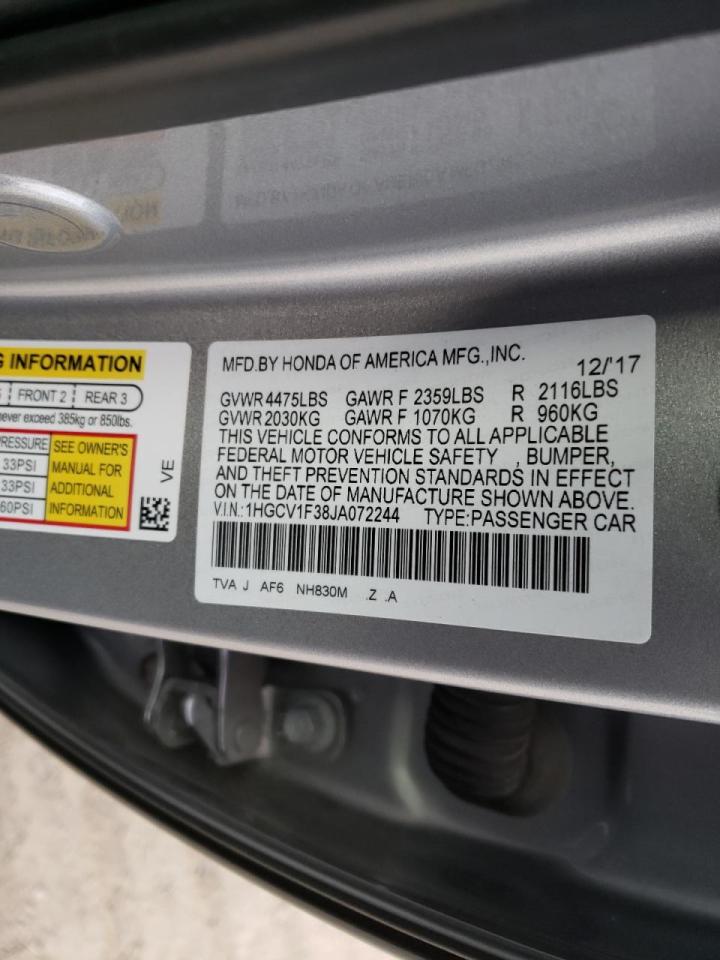 G INFORMATION
FRONT 2 REAR 3
never exceed 385kg or 850lbs.
PRESSURE SEE OWNER'S
33PSI MANUAL FOR
33PSI ADDITIONAL
60PSI INFORMATION
VE
MFD.BY HONDA OF AMERICA MFG.,INC. 12/'17
GVWR 4475LBS GAWR F 2359LBS R 2116LBS
GVWR 2030KG GAWR F 1070KG R 960KG
THIS VEHICLE CONFORMS TO ALL APPLICABLE
FEDERAL MOTOR VEHICLE SAFETY , BUMPER,
AND THEFT PREVENTION STANDARDS IN EFFECT
ON THE DATE OF MANUFACTURE SHOWN ABOVE.
V.I.N.:1HGCV1F38JA072244 TYPE:PASSENGER CAR
TVA J AF6 NH830M .Z .A